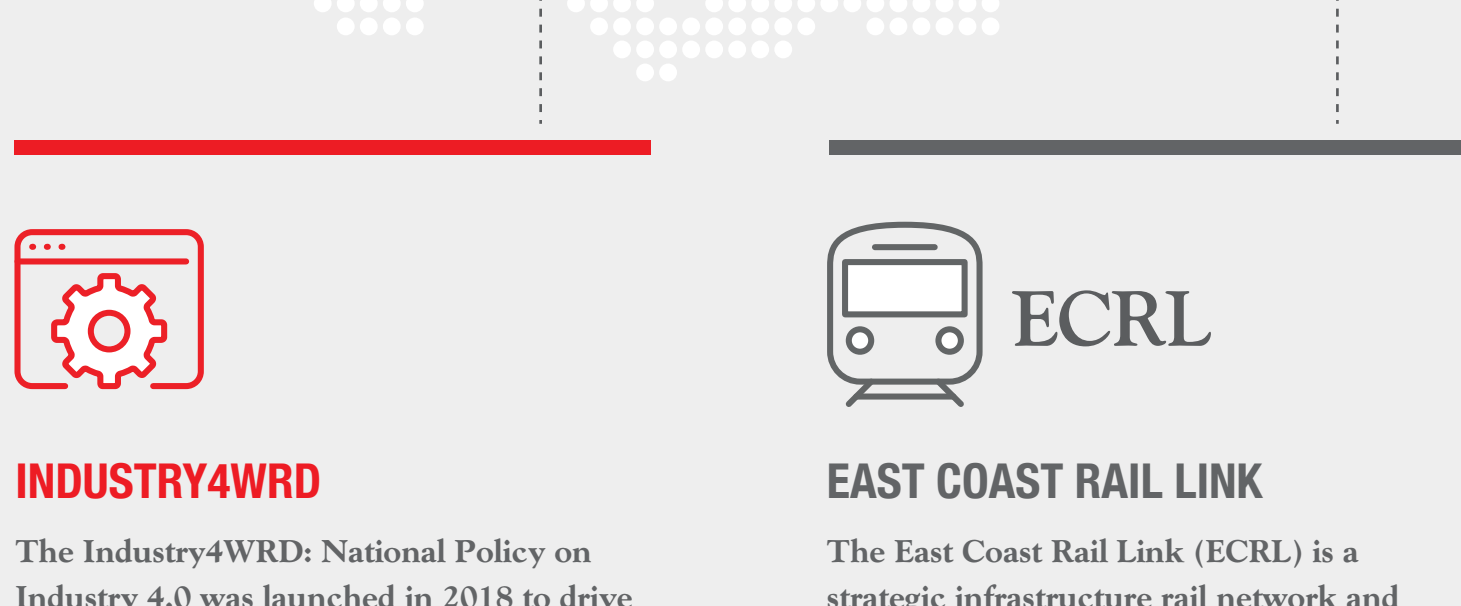 ECRL
INDUSTRY4WRD
The Industry4WRD: National Policy on
Industry 4.0 was launched in 2018 to drive
EAST COAST RAIL LINK
The East Coast Rail Link (ECRL) is a
strategic infrastructure rail network and